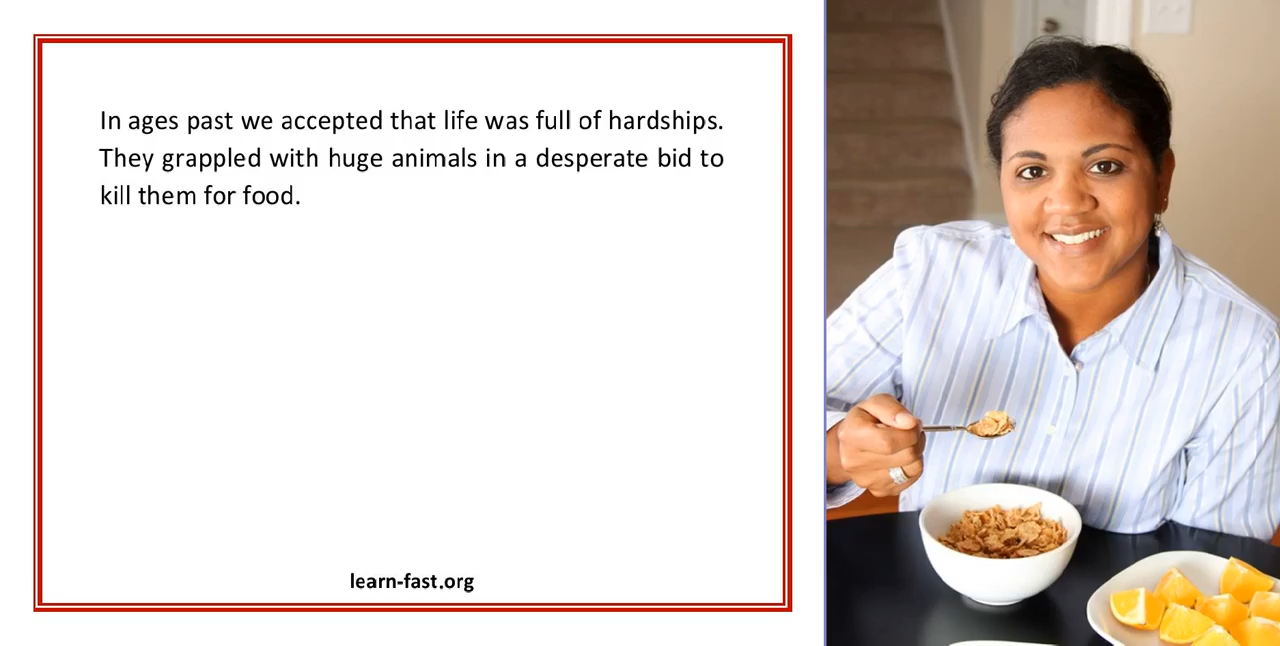 In ages past we accepted that life was full of hardships.
They grappled with huge animals in a desperate bid to
kill them for food.
learn-fast.org